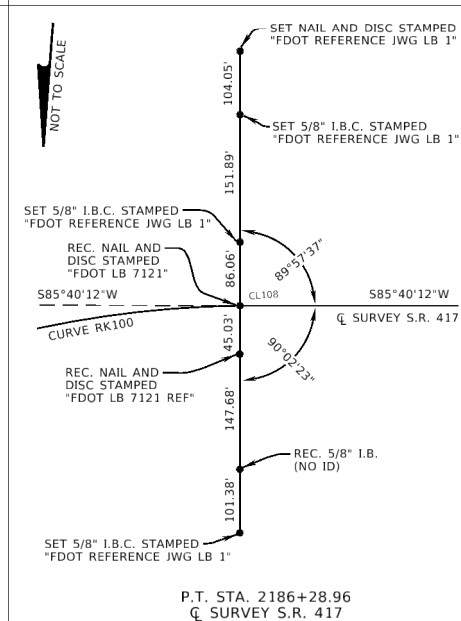 SET NAIL AND DISC STAMPED
"FDOT REFERENCE JWG LB 1"
NOT TO SCALE
104.05'
SET 5/8" I.B.C. STAMPED
"FDOT REFERENCE JWG LB 1"
151.89'
SET 5/8" I.B.C. STAMPED
"FDOT REFERENCE JWG LB 1"
REC. NAIL AND
DISC STAMPED
"FDOT LB 7121"
86.06'
89°57'37"
S85°40'12"W
CL108
S85°40'12"W
CURVE RK100
℄ SURVEY S.R. 417
45.03'
90°02'23"
REC. NAIL AND
DISC STAMPED
"FDOT LB 7121 REF"
147.68'
REC. 5/8" I.B.
(NO ID)
101.38'
SET 5/8" I.B.C. STAMPED
"FDOT REFERENCE JWG LB 1"
P.T. STA. 2186+28.96
℄ SURVEY S.R. 417